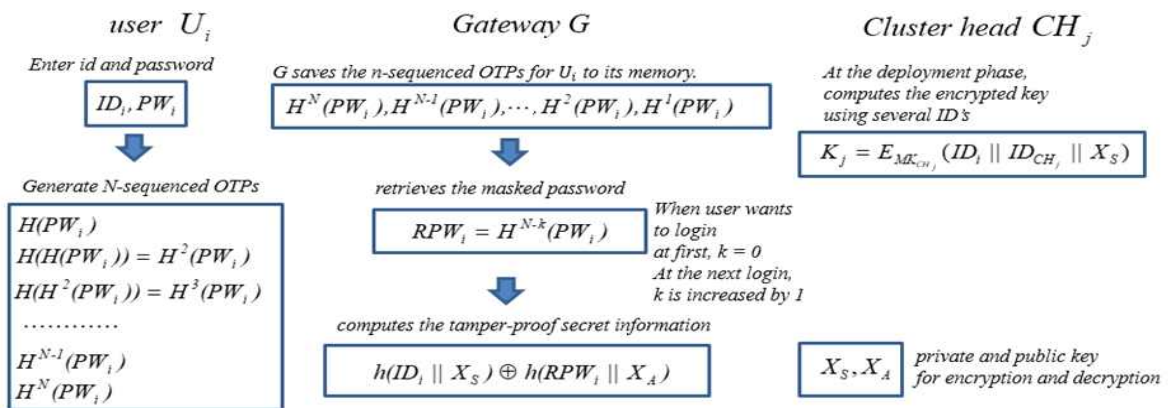 user U_i
Enter id and password
ID_i, PW_i
Generate N-sequenced OTPs
H(PW_i)
H(H(PW_i)) = H^2(PW_i)
H(H^2(PW_i)) = H^3(PW_i)
............
H^{N-1}(PW_i)
H^N(PW_i)
Gateway G
G saves the n-sequenced OTPs for U_i to its memory.
H^N(PW_i), H^{N-1}(PW_i), ⋯, H^2(PW_i), H^1(PW_i)
retrieves the masked password
RPW_i = H^{N-k}(PW_i)
When user wants
to login
at first, k = 0
At the next login,
k is increased by 1
computes the tamper-proof secret information
h(ID_i || X_S) ⊕ h(RPW_i || X_A)
Cluster head CH_j
At the deployment phase,
computes the encrypted key
using several ID's
K_j = E_{MK_{CH_j}}(ID_i || ID_{CH_j} || X_S)
X_S, X_A
private and public key
for encryption and decryption